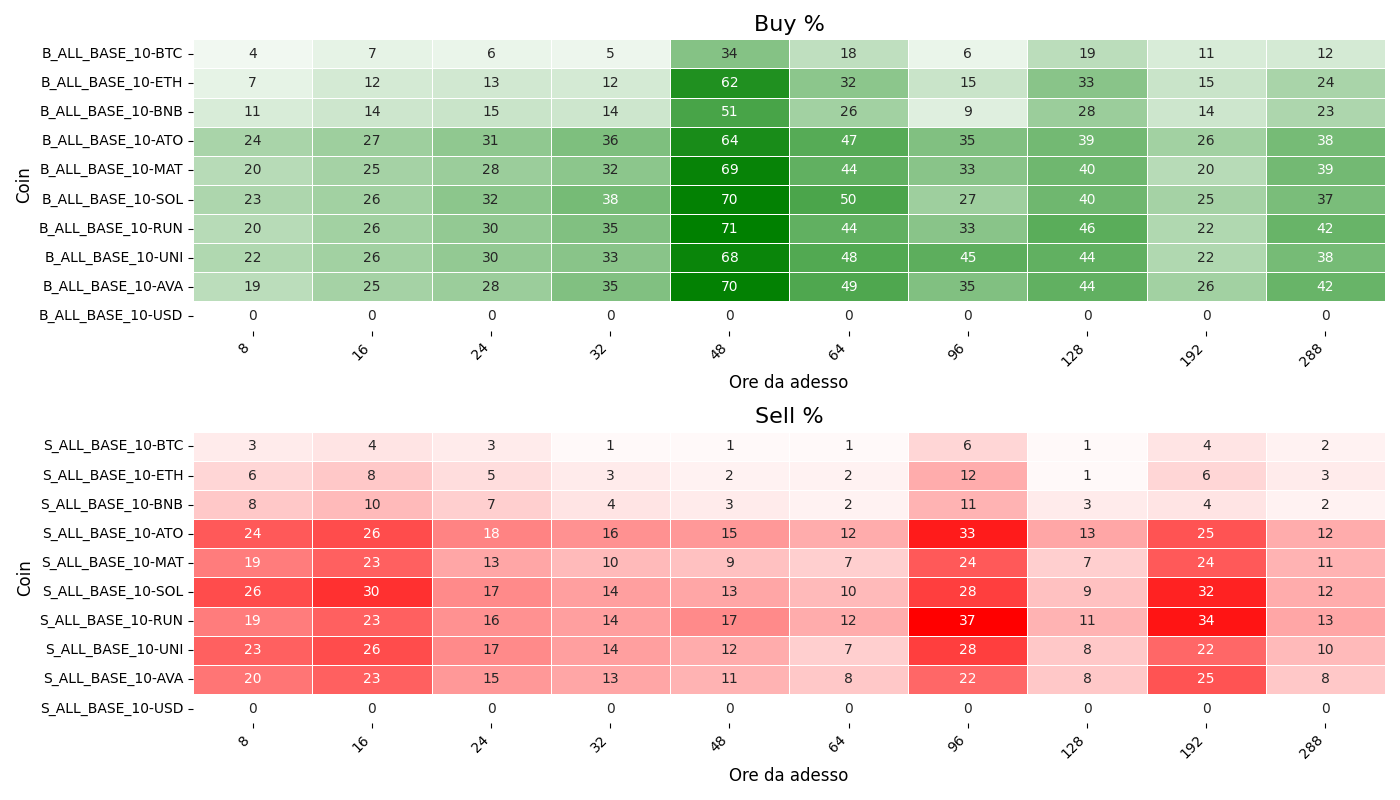 Buy %
Coin
B_ALL_BASE_10-BTC 4 7 6 5 34 18 6 19 11 12
B_ALL_BASE_10-ETH 7 12 13 12 62 32 15 33 15 24
B_ALL_BASE_10-BNB 11 14 15 14 51 26 9 28 14 23
B_ALL_BASE_10-ATO 24 27 31 36 64 47 35 39 26 38
B_ALL_BASE_10-MAT 20 25 28 32 69 44 33 40 20 39
B_ALL_BASE_10-SOL 23 26 32 38 70 50 27 40 25 37
B_ALL_BASE_10-RUN 20 26 30 35 71 44 33 46 22 42
B_ALL_BASE_10-UNI 22 26 30 33 68 48 45 44 22 38
B_ALL_BASE_10-AVA 19 25 28 35 70 49 35 44 26 42
B_ALL_BASE_10-USD 0 0 0 0 0 0 0 0 0 0
8 16 24 32 48 64 96 128 192 288
Ore da adesso
Sell %
Coin
S_ALL_BASE_10-BTC 3 4 3 1 1 1 6 1 4 2
S_ALL_BASE_10-ETH 6 8 5 3 2 2 12 1 6 3
S_ALL_BASE_10-BNB 8 10 7 4 3 2 11 3 4 2
S_ALL_BASE_10-ATO 24 26 18 16 15 12 33 13 25 12
S_ALL_BASE_10-MAT 19 23 13 10 9 7 24 7 24 11
S_ALL_BASE_10-SOL 26 30 17 14 13 10 28 9 32 12
S_ALL_BASE_10-RUN 19 23 16 14 17 12 37 11 34 13
S_ALL_BASE_10-UNI 23 26 17 14 12 7 28 8 22 10
S_ALL_BASE_10-AVA 20 23 15 13 11 8 22 8 25 8
S_ALL_BASE_10-USD 0 0 0 0 0 0 0 0 0 0
8 16 24 32 48 64 96 128 192 288
Ore da adesso